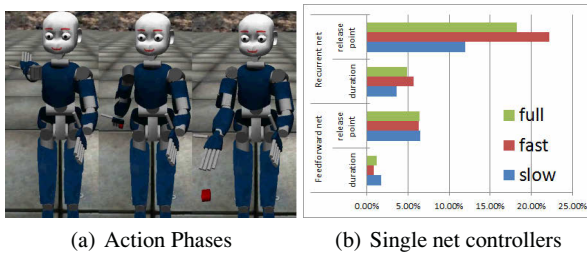 Recurrent net
release point
duration
Feedforward net
release point
duration
full
fast
slow
0.00% 5.00% 10.00% 15.00% 20.00% 25.00%
(a) Action Phases
(b) Single net controllers